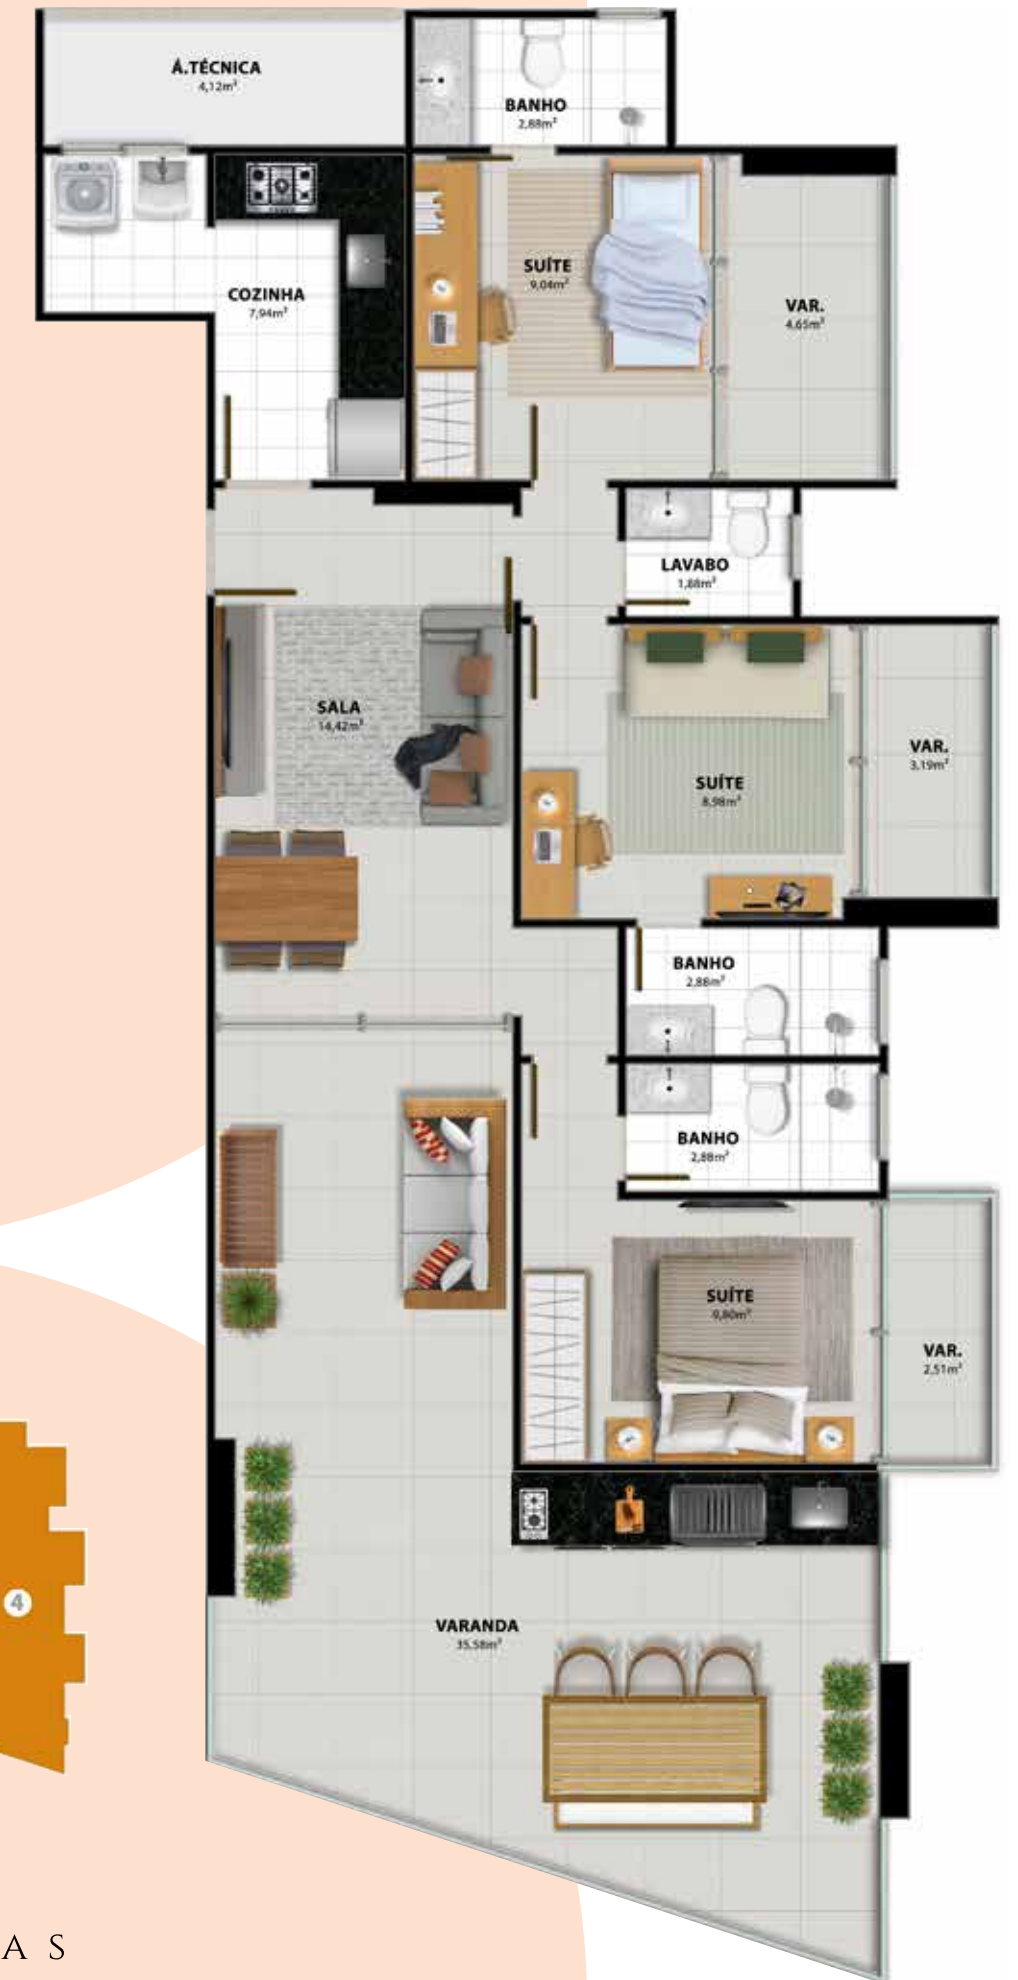 Á.TÉCNICA
4,12m²
BANHO
2,88m²
SUÍTE
9,04m²
COZINHA
7,94m²
VAR.
4,65m²
LAVABO
1,88m²
SALA
14,42m²
VAR.
3,19m²
SUÍTE
8,98m²
BANHO
2,88m²
BANHO
2,88m²
SUÍTE
9,80m²
VAR.
2,51m²
4
VARANDA
35,58m²
A S